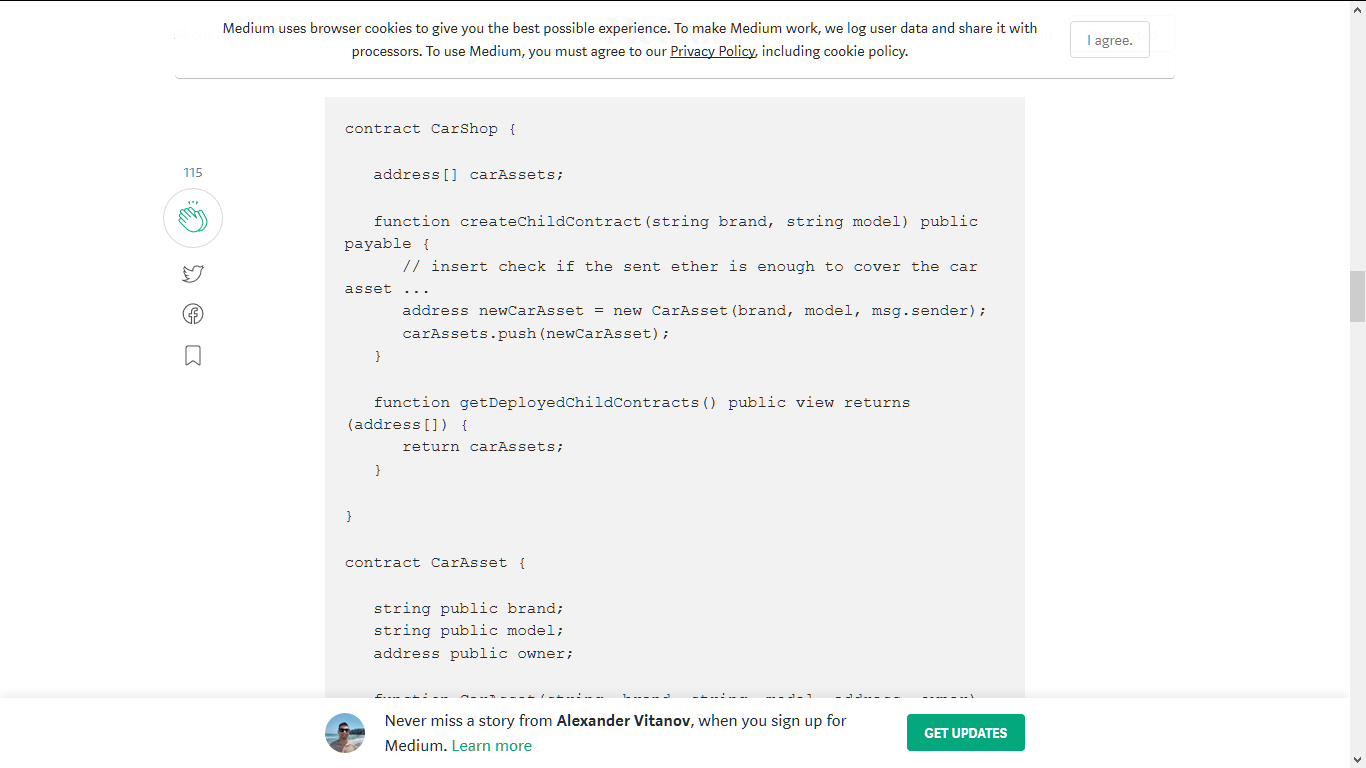 Medium uses browser cookies to give you the best possible experience. To make Medium work, we log user data and share it with
processors. To use Medium, you must agree to our Privacy Policy, including cookie policy.
I agree.
115
contract CarShop {
address[] carAssets;
function createChildContract(string brand, string model) public
payable {
// insert check if the sent ether is enough to cover the car
asset ...
address newCarAsset = new CarAsset(brand, model, msg.sender);
carAssets.push(newCarAsset);
}
function getDeployedChildContracts() public view returns
(address[]) {
return carAssets;
}
}
contract CarAsset {
string public brand;
string public model;
address public owner;
Never miss a story from Alexander Vitanov, when you sign up for
Medium. Learn more
GET UPDATES